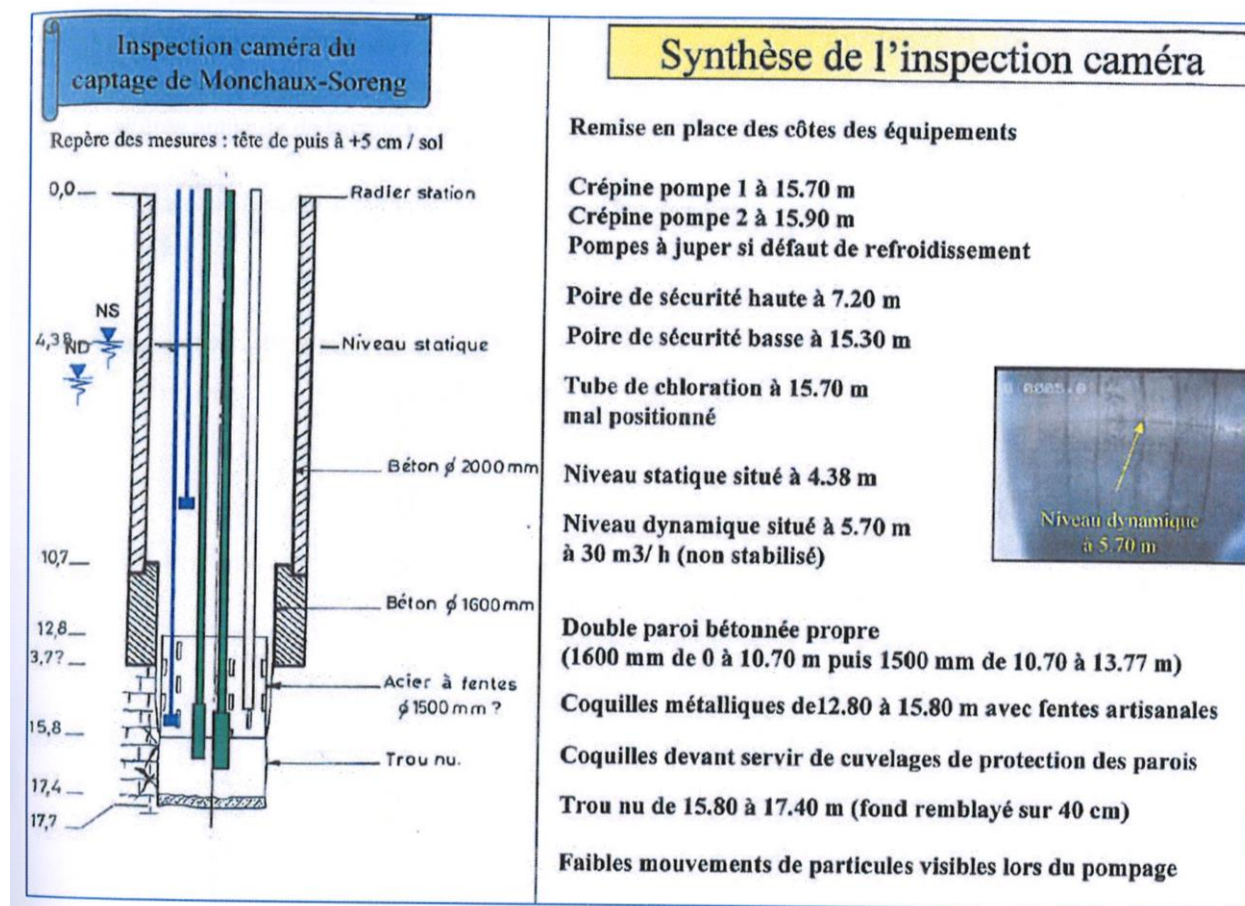 Inspection caméra du
captage de Monchaux-Soreng
Repère des mesures : tête de puis à +5 cm / sol
0,0
Radier station
NS
4,38
ND
Niveau statique
Béton ϕ 2000 mm
10,7
Béton ϕ 1600 mm
12,8
3,7?
Acier à fentes
ϕ 1500 mm ?
15,8
Trou nu.
17,4
17,7
Synthèse de l'inspection caméra
Remise en place des côtes des équipements
Crépine pompe 1 à 15.70 m
Crépine pompe 2 à 15.90 m
Pompes à juper si défaut de refroidissement
Poire de sécurité haute à 7.20 m
Poire de sécurité basse à 15.30 m
Tube de chloration à 15.70 m
mal positionné
Niveau statique situé à 4.38 m
Niveau dynamique situé à 5.70 m
à 30 m3/ h (non stabilisé)
0005.0
Niveau dynamique
à 5.70 m
Double paroi bétonnée propre
(1600 mm de 0 à 10.70 m puis 1500 mm de 10.70 à 13.77 m)
Coquilles métalliques de12.80 à 15.80 m avec fentes artisanales
Coquilles devant servir de cuvelages de protection des parois
Trou nu de 15.80 à 17.40 m (fond remblayé sur 40 cm)
Faibles mouvements de particules visibles lors du pompage